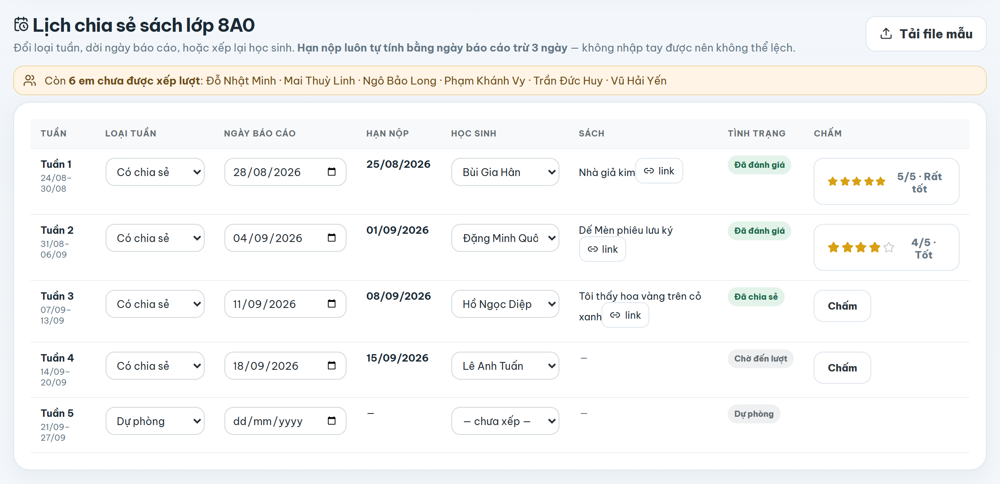 Lịch chia sẻ sách lớp 8A0
Tải file mẫu
Đổi loại tuần, dời ngày báo cáo, hoặc xếp lại học sinh. Hạn nộp luôn tự tính bằng ngày báo cáo trừ 3 ngày — không nhập tay được nên không thể lệch.
Còn 6 em chưa được xếp lượt: Đỗ Nhật Minh · Mai Thuỳ Linh · Ngô Bảo Long · Phạm Khánh Vy · Trần Đức Huy · Vũ Hải Yến
TUẦN LOẠI TUẦN NGÀY BÁO CÁO HẠN NỘP HỌC SINH SÁCH TÌNH TRẠNG CHẤM
Tuần 1
24/08–
30/08
Có chia sẻ
28/08/2026
25/08/2026
Bùi Gia Hân
Nhà giả kim link
Đã đánh giá
5/5 · Rất
tốt
Tuần 2
31/08–
06/09
Có chia sẻ
04/09/2026
01/09/2026
Đặng Minh Quâ
Dế Mèn phiêu lưu ký
link
Đã đánh giá
4/5 ·
Tốt
Tuần 3
07/09–
13/09
Có chia sẻ
11/09/2026
08/09/2026
Hồ Ngọc Diệp
Tôi thấy hoa vàng trên cỏ
xanh link
Đã chia sẻ
Chấm
Tuần 4
14/09–
20/09
Có chia sẻ
18/09/2026
15/09/2026
Lê Anh Tuấn
—
Chờ đến lượt
Chấm
Tuần 5
21/09–
27/09
Dự phòng
dd/mm/yyyy
—
— chưa xếp —
—
Dự phòng